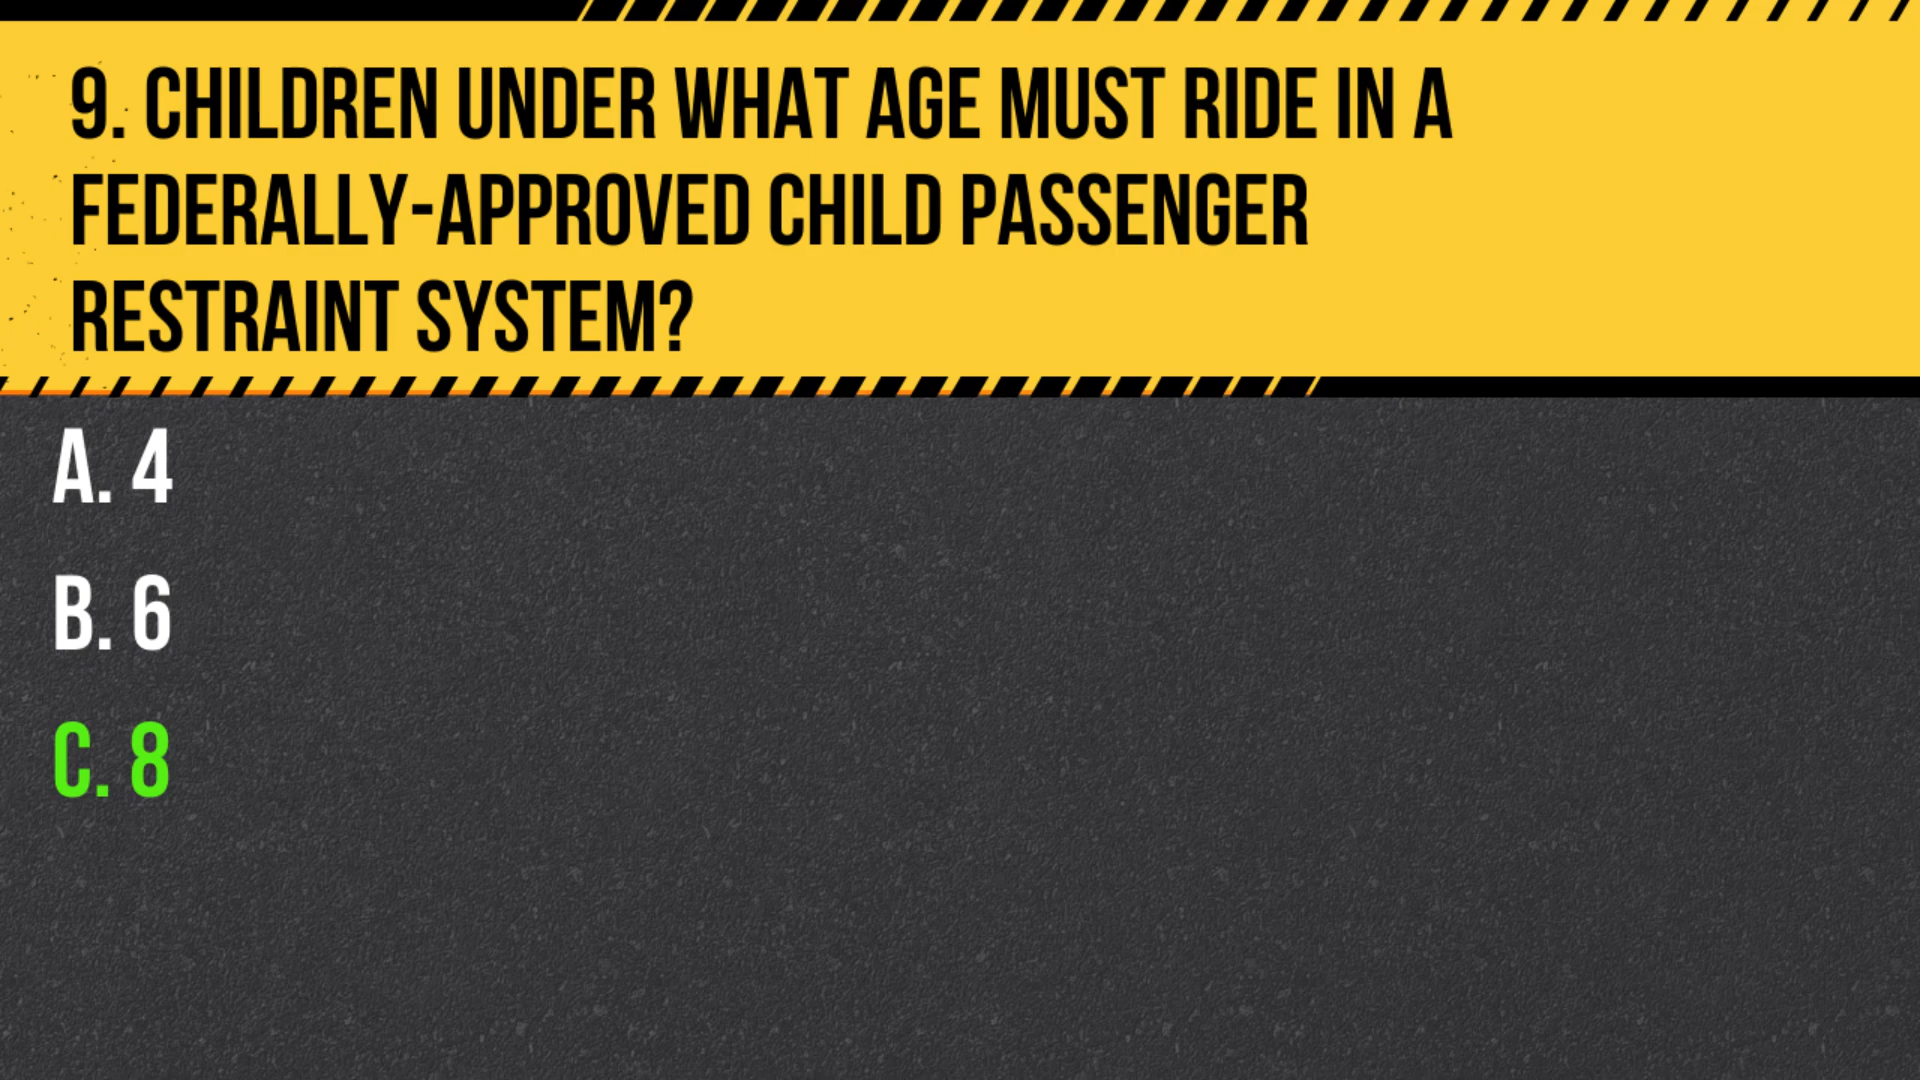 9. CHILDREN UNDER WHAT AGE MUST RIDE IN A
FEDERALLY-APPROVED CHILD PASSENGER
RESTRAINT SYSTEM?
A. 4
B. 6
C. 8